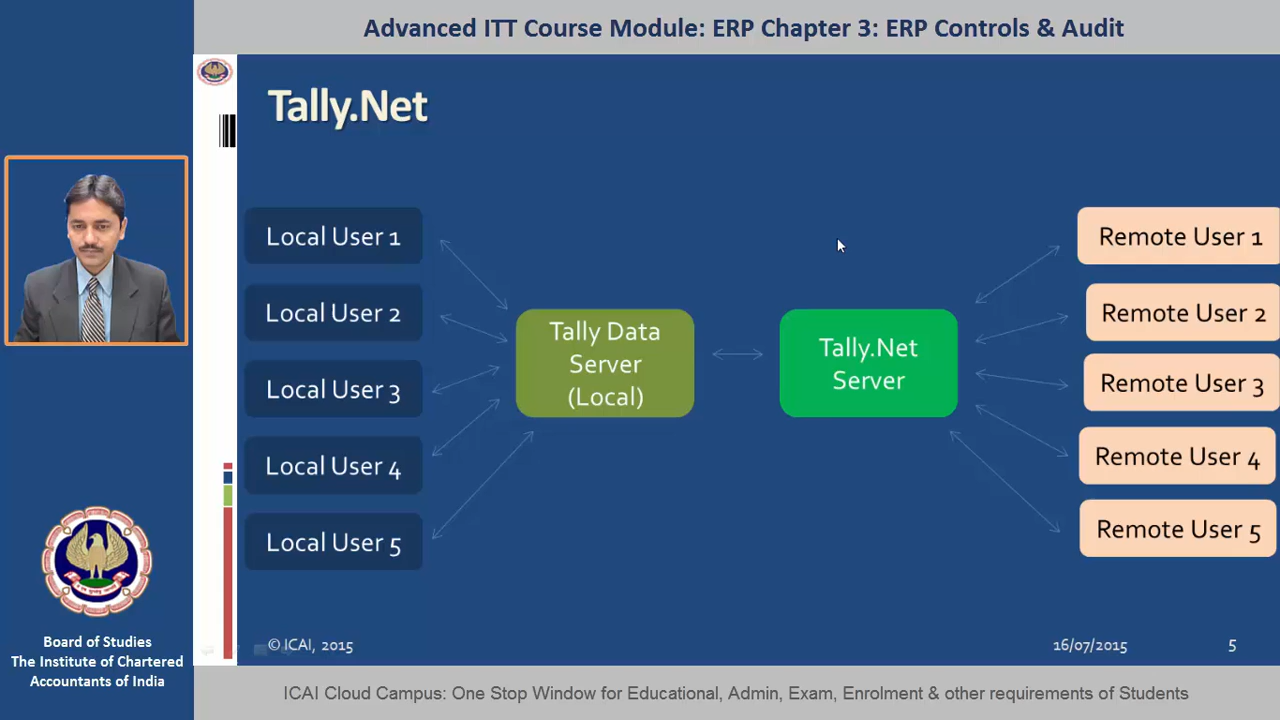 Advanced ITT Course Module: ERP Chapter 3: ERP Controls & Audit
Tally.Net
Local User 1
Local User 2
Local User 3
Local User 4
Local User 5
Tally Data
Server
(Local)
Tally.Net
Server
Remote User 1
Remote User 2
Remote User 3
Remote User 4
Remote User 5
© ICAI, 2015
16/07/2015
5
Board of Studies
The Institute of Chartered
Accountants of India
ICAI Cloud Campus: One Stop Window for Educational, Admin, Exam, Enrolment & other requirements of Students